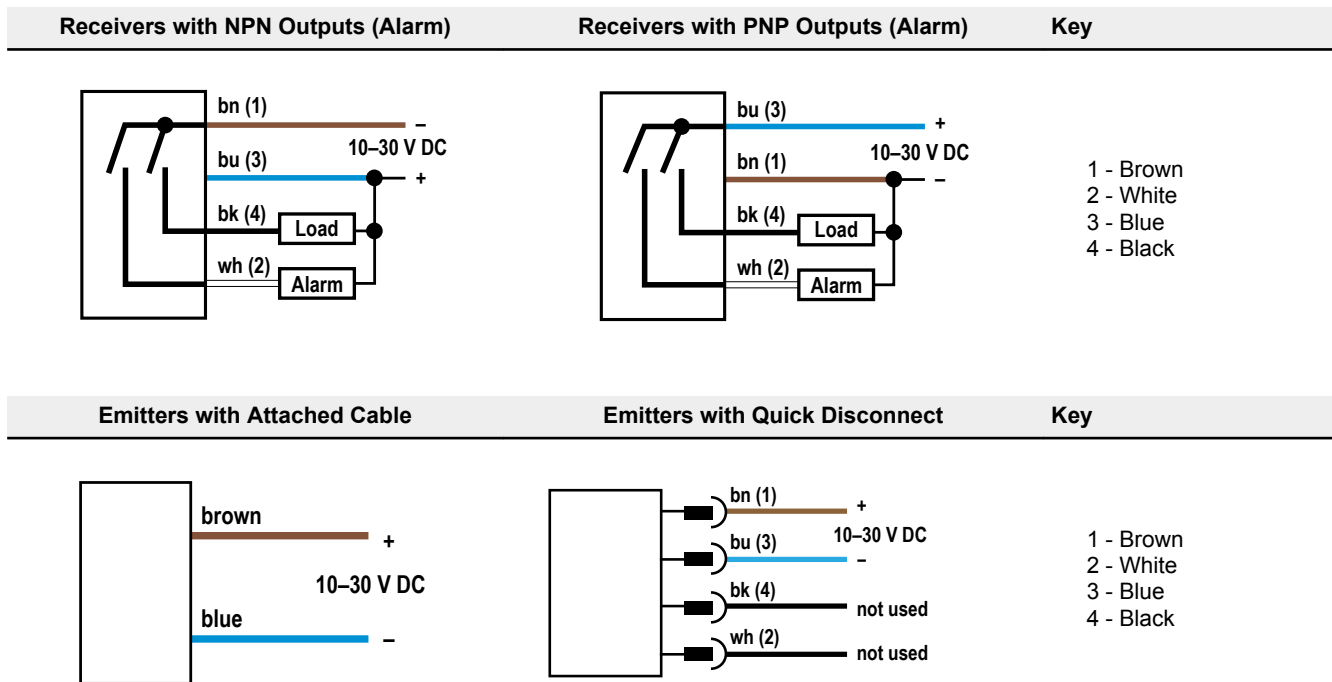 Receivers with NPN Outputs (Alarm) Receivers with PNP Outputs (Alarm) Key
bn (1)
–
10–30 V DC
bu (3)
+
bk (4)
Load
wh (2)
Alarm
bu (3)
+
10–30 V DC
bn (1)
–
bk (4)
Load
wh (2)
Alarm
1 - Brown
2 - White
3 - Blue
4 - Black
Emitters with Attached Cable Emitters with Quick Disconnect Key
brown
+
10–30 V DC
blue
–
bn (1)
+
10–30 V DC
bu (3)
–
bk (4)
not used
wh (2)
not used
1 - Brown
2 - White
3 - Blue
4 - Black